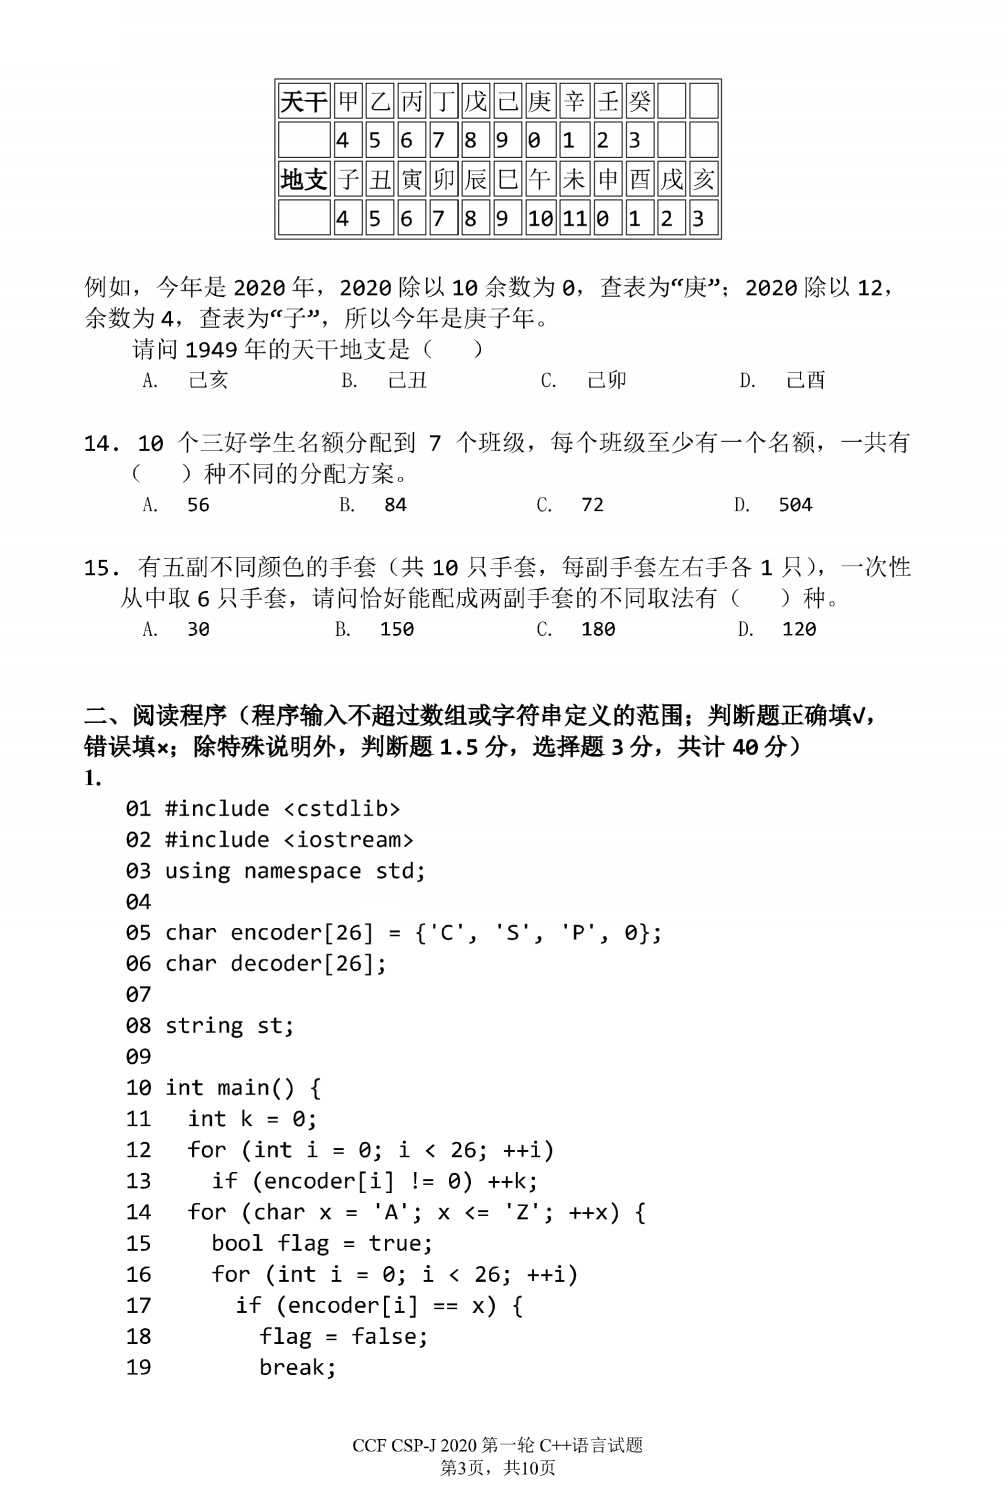 天干 甲 乙 丙 丁 戊 己 庚 辛 壬 癸
4 5 6 7 8 9 0 1 2 3
地支 子 丑 寅 卯 辰 巳 午 未 申 酉 戌 亥
4 5 6 7 8 9 10 11 0 1 2 3
例如，今年是 2020 年，2020 除以 10 余数为 0，查表为“庚”；2020 除以 12，
余数为 4，查表为“子”，所以今年是庚子年。
请问 1949 年的天干地支是（ ）
A. 己亥 B. 己丑 C. 己卯 D. 己酉
14. 10 个三好学生名额分配到 7 个班级，每个班级至少有一个名额，一共有
（ ）种不同的分配方案。
A. 56 B. 84 C. 72 D. 504
15. 有五副不同颜色的手套（共 10 只手套，每副手套左右手各 1 只），一次性
从中取 6 只手套，请问恰好能配成两副手套的不同取法有（ ）种。
A. 30 B. 150 C. 180 D. 120
二、阅读程序（程序输入不超过数组或字符串定义的范围；判断题正确填√，
错误填×；除特殊说明外，判断题 1.5 分，选择题 3 分，共计 40 分）
1.
01 #include <cstdlib>
02 #include <iostream>
03 using namespace std;
04
05 char encoder[26] = {'C', 'S', 'P', 0};
06 char decoder[26];
07
08 string st;
09
10 int main() {
11 int k = 0;
12 for (int i = 0; i < 26; ++i)
13 if (encoder[i] != 0) ++k;
14 for (char x = 'A'; x <= 'Z'; ++x) {
15 bool flag = true;
16 for (int i = 0; i < 26; ++i)
17 if (encoder[i] == x) {
18 flag = false;
19 break;
CCF CSP-J 2020 第一轮 C++语言试题
第3页，共10页